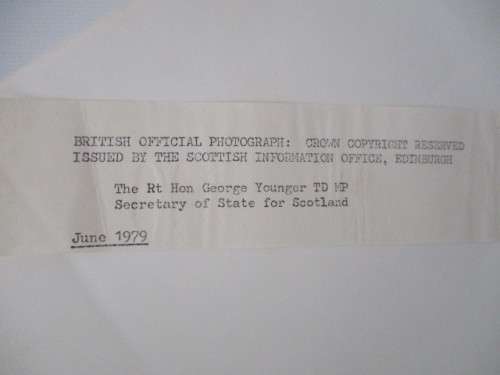 BRITISH OFFICIAL PHOTOGRAPH: CROWN COPYRIGHT RESERVED
ISSUED BY THE SCOTTISH INFORMATION OFFICE, EDINBURGH
The Rt Hon George Younger TD MP
Secretary of State for Scotland
June 1979